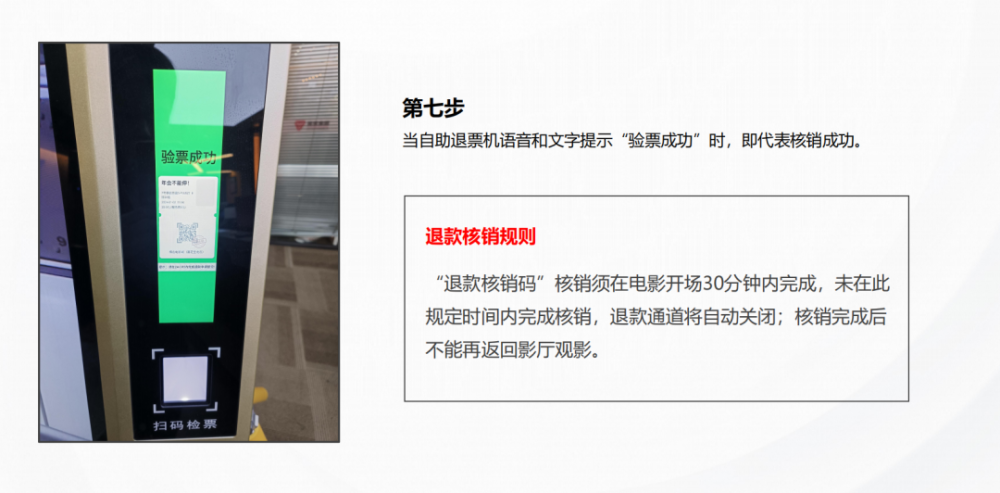 第七步
当自助退票机语音和文字提示“验票成功”时，即代表核销成功。
退款核销规则
“退款核销码”核销须在电影开场30分钟内完成，未在此
规定时间内完成核销，退款通道将自动关闭；核销完成后
不能再返回影厅观影。
验票成功
年会不能停！
扫码检票